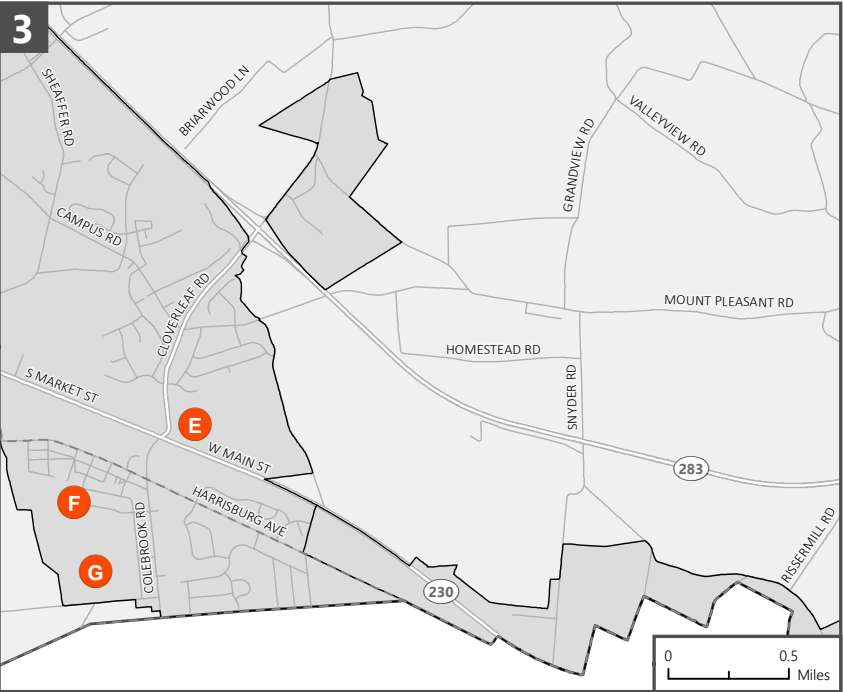 3
SHEAFFER RD
BRIARWOOD LN
GRANDVIEW RD
VALLEYVIEW RD
CAMPUS RD
CLOVERLEAF RD
MOUNT PLEASANT RD
HOMESTEAD RD
SNYDER RD
S MARKET ST
E
W MAIN ST
283
F
HARRISBURG AVE
COLEBROOK RD
RISSERMILL RD
G
230
0 0.5
Miles